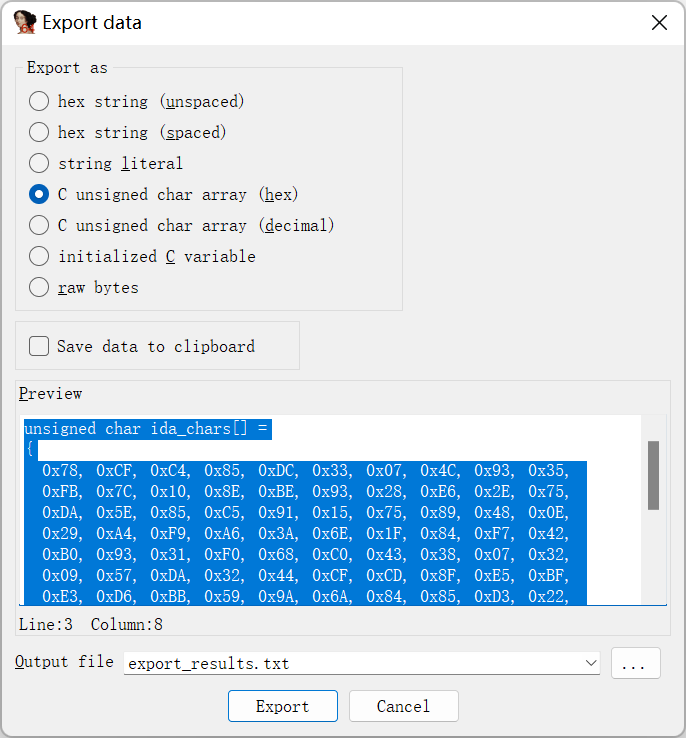 Export data
Export as
hex string (unspaced)
hex string (spaced)
string literal
C unsigned char array (hex)
C unsigned char array (decimal)
initialized C variable
raw bytes
Save data to clipboard
Preview
unsigned char ida_chars[] =
{
0x78, 0xCF, 0xC4, 0x85, 0xDC, 0x33, 0x07, 0x4C, 0x93, 0x35,
0xFB, 0x7C, 0x10, 0x8E, 0xBE, 0x93, 0x28, 0xE6, 0x2E, 0x75,
0xDA, 0x5E, 0x85, 0xC5, 0x91, 0x15, 0x75, 0x89, 0x48, 0x0E,
0x29, 0xA4, 0xF9, 0xA6, 0x3A, 0x6E, 0x1F, 0x84, 0xF7, 0x42,
0xB0, 0x93, 0x31, 0xF0, 0x68, 0xC0, 0x43, 0x38, 0x07, 0x32,
0x09, 0x57, 0xDA, 0x32, 0x44, 0xCF, 0xCD, 0x8F, 0xE5, 0xBF,
0xE3, 0xD6, 0xBB, 0x59, 0x9A, 0x6A, 0x84, 0x85, 0xD3, 0x22,
Line:3 Column:8
Output file export_results.txt ...
Export Cancel